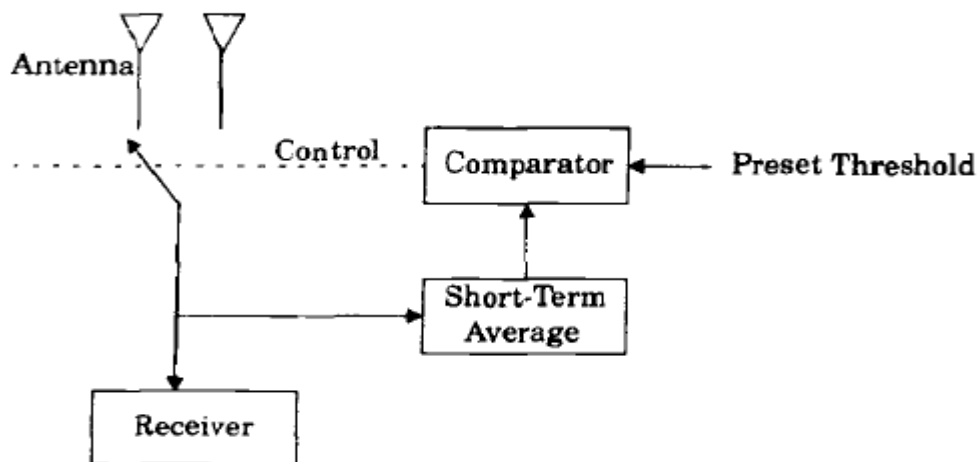 Antenna
Control
Comparator
Preset Threshold
Short-Term
Average
Receiver